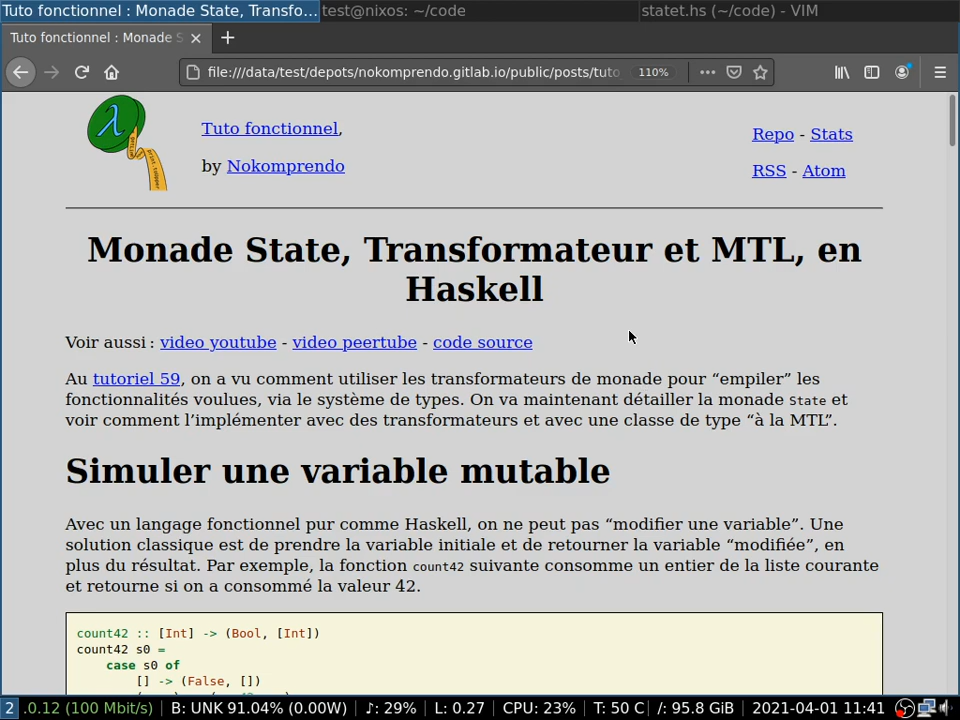 Tuto fonctionnel : Monade State, Transfo... test@nixos: ~/code statet.hs (~/code) - VIM
Tuto fonctionnel : Monade S
file:///data/test/depots/nokomprendo.gitlab.io/public/posts/tuto 110%
Tuto fonctionnel, Repo - Stats
by Nokomprendo RSS - Atom
Monade State, Transformateur et MTL, en
Haskell
Voir aussi : video youtube - video peertube - code source
Au tutoriel 59, on a vu comment utiliser les transformateurs de monade pour “empiler” les
fonctionnalités voulues, via le système de types. On va maintenant détailler la monade State et
voir comment l’implémenter avec des transformateurs et avec une classe de type “à la MTL”.
Simuler une variable mutable
Avec un langage fonctionnel pur comme Haskell, on ne peut pas “modifier une variable”. Une
solution classique est de prendre la variable initiale et de retourner la variable “modifiée”, en
plus du résultat. Par exemple, la fonction count42 suivante consomme un entier de la liste courante
et retourne si on a consommé la valeur 42.
count42 :: [Int] -> (Bool, [Int])
count42 s0 =
case s0 of
[] -> (False, [])
2 .0.12 (100 Mbit/s) B: UNK 91.04% (0.00W) ♪: 29% L: 0.27 CPU: 23% T: 50 C /: 95.8 GiB 2021-04-01 11:41